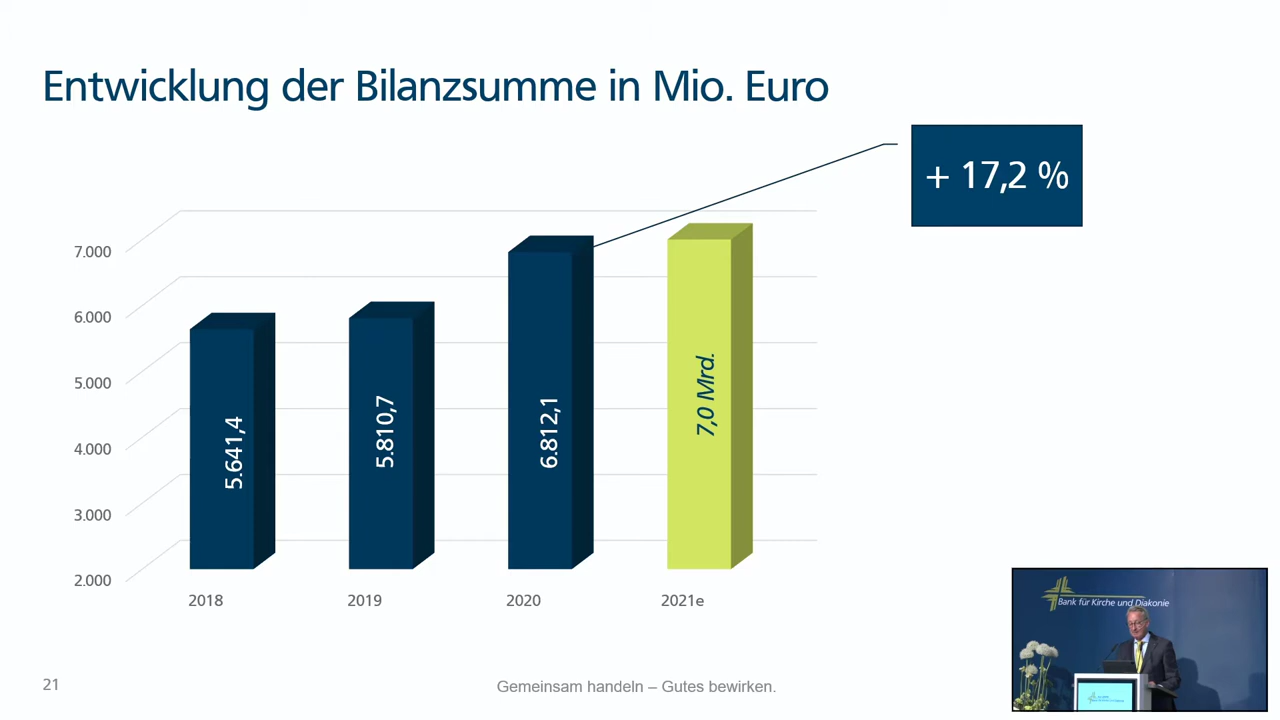 Entwicklung der Bilanzsumme in Mio. Euro
+ 17,2 %
7.000
6.000
5.000
4.000
3.000
2.000
5.641,4
5.810,7
6.812,1
7,0 Mrd.
2018
2019
2020
2021e
Bank für Kirche und Diakonie
21
Gemeinsam handeln – Gutes bewirken.